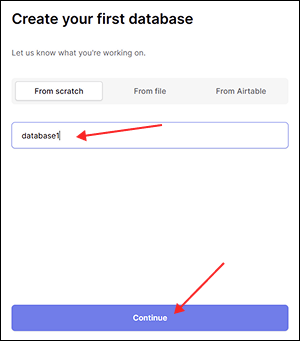 Create your first database
Let us know what you're working on.
From scratch
From file
From Airtable
database1
Continue